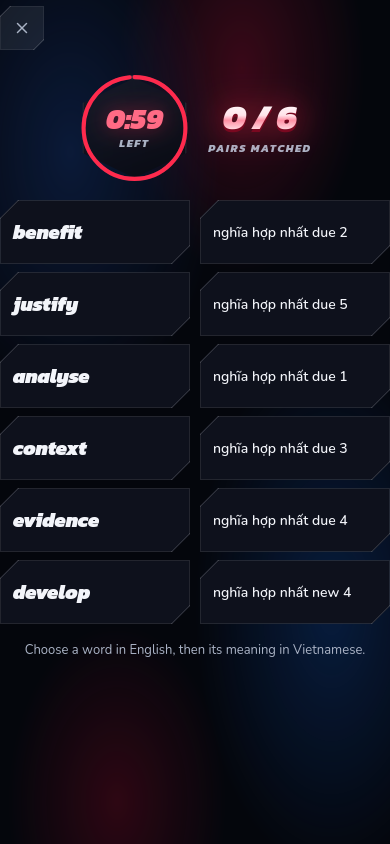 0:59
LEFT
0 / 6
PAIRS MATCHED
benefit
nghĩa hợp nhất due 2
justify
nghĩa hợp nhất due 5
analyse
nghĩa hợp nhất due 1
context
nghĩa hợp nhất due 3
evidence
nghĩa hợp nhất due 4
develop
nghĩa hợp nhất new 4
Choose a word in English, then its meaning in Vietnamese.